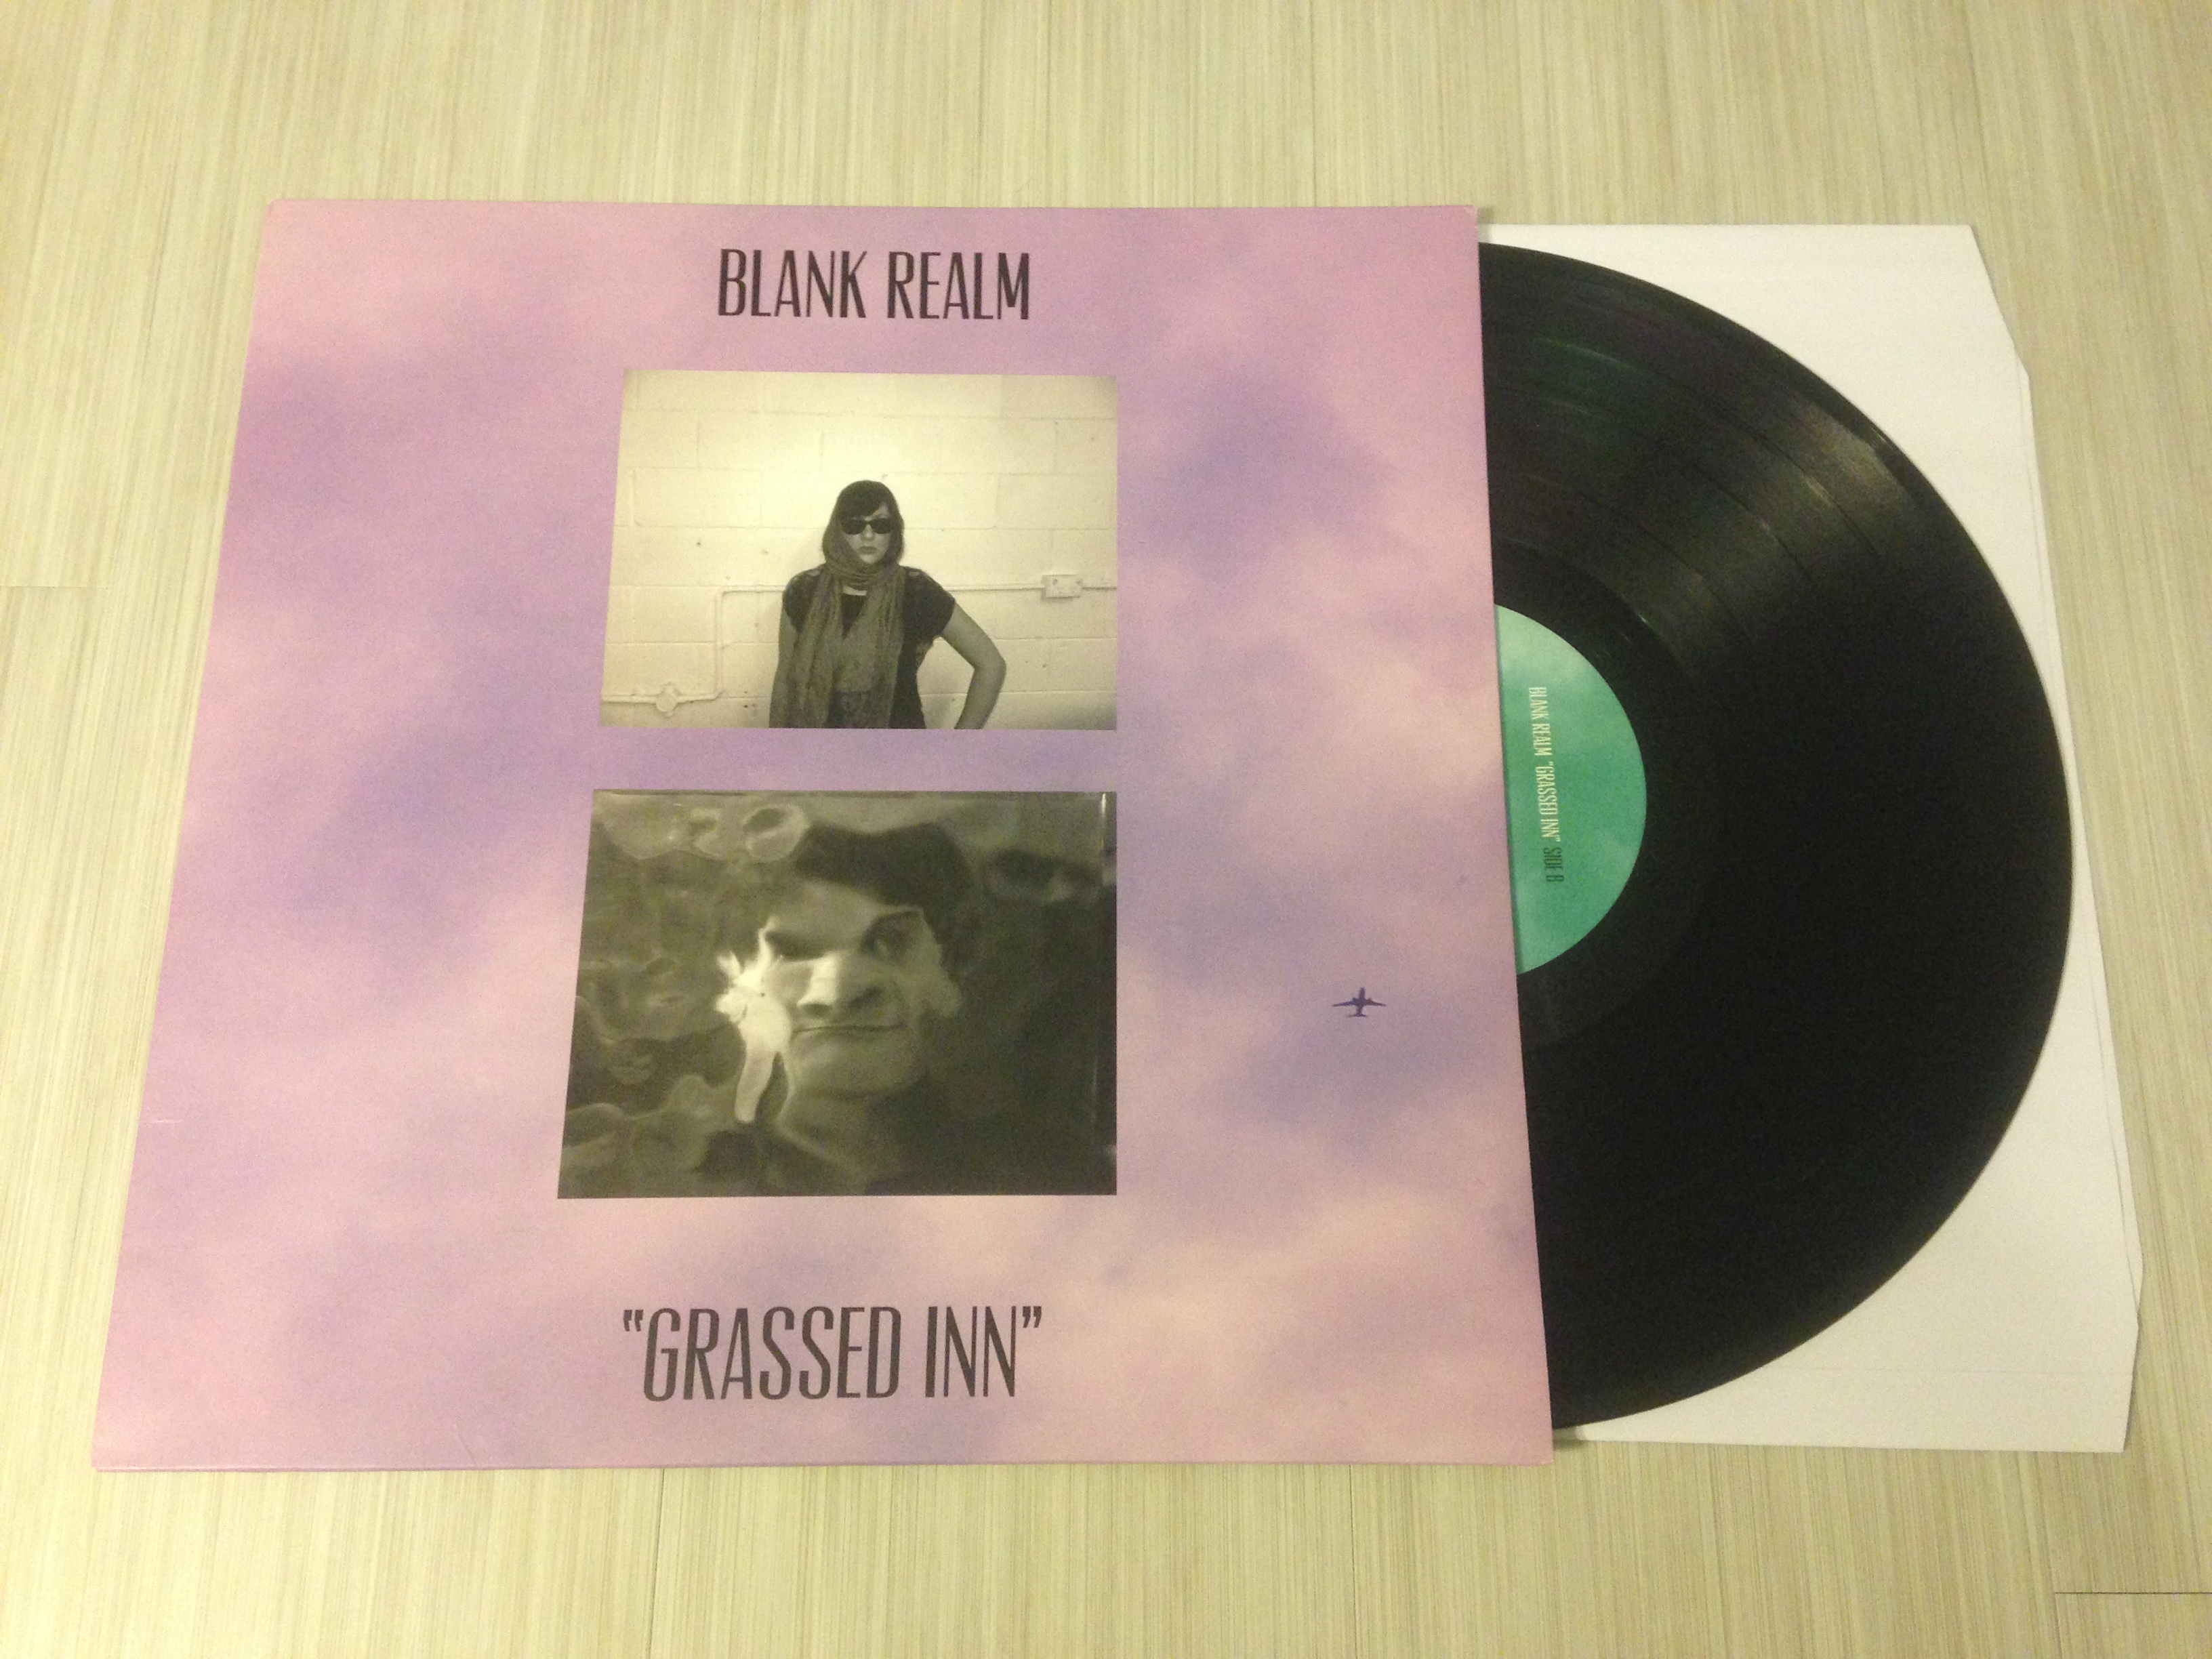 BLANK REALM
“GRASSED INN”
BLANK REALM "GRASSED INN" SIDE B